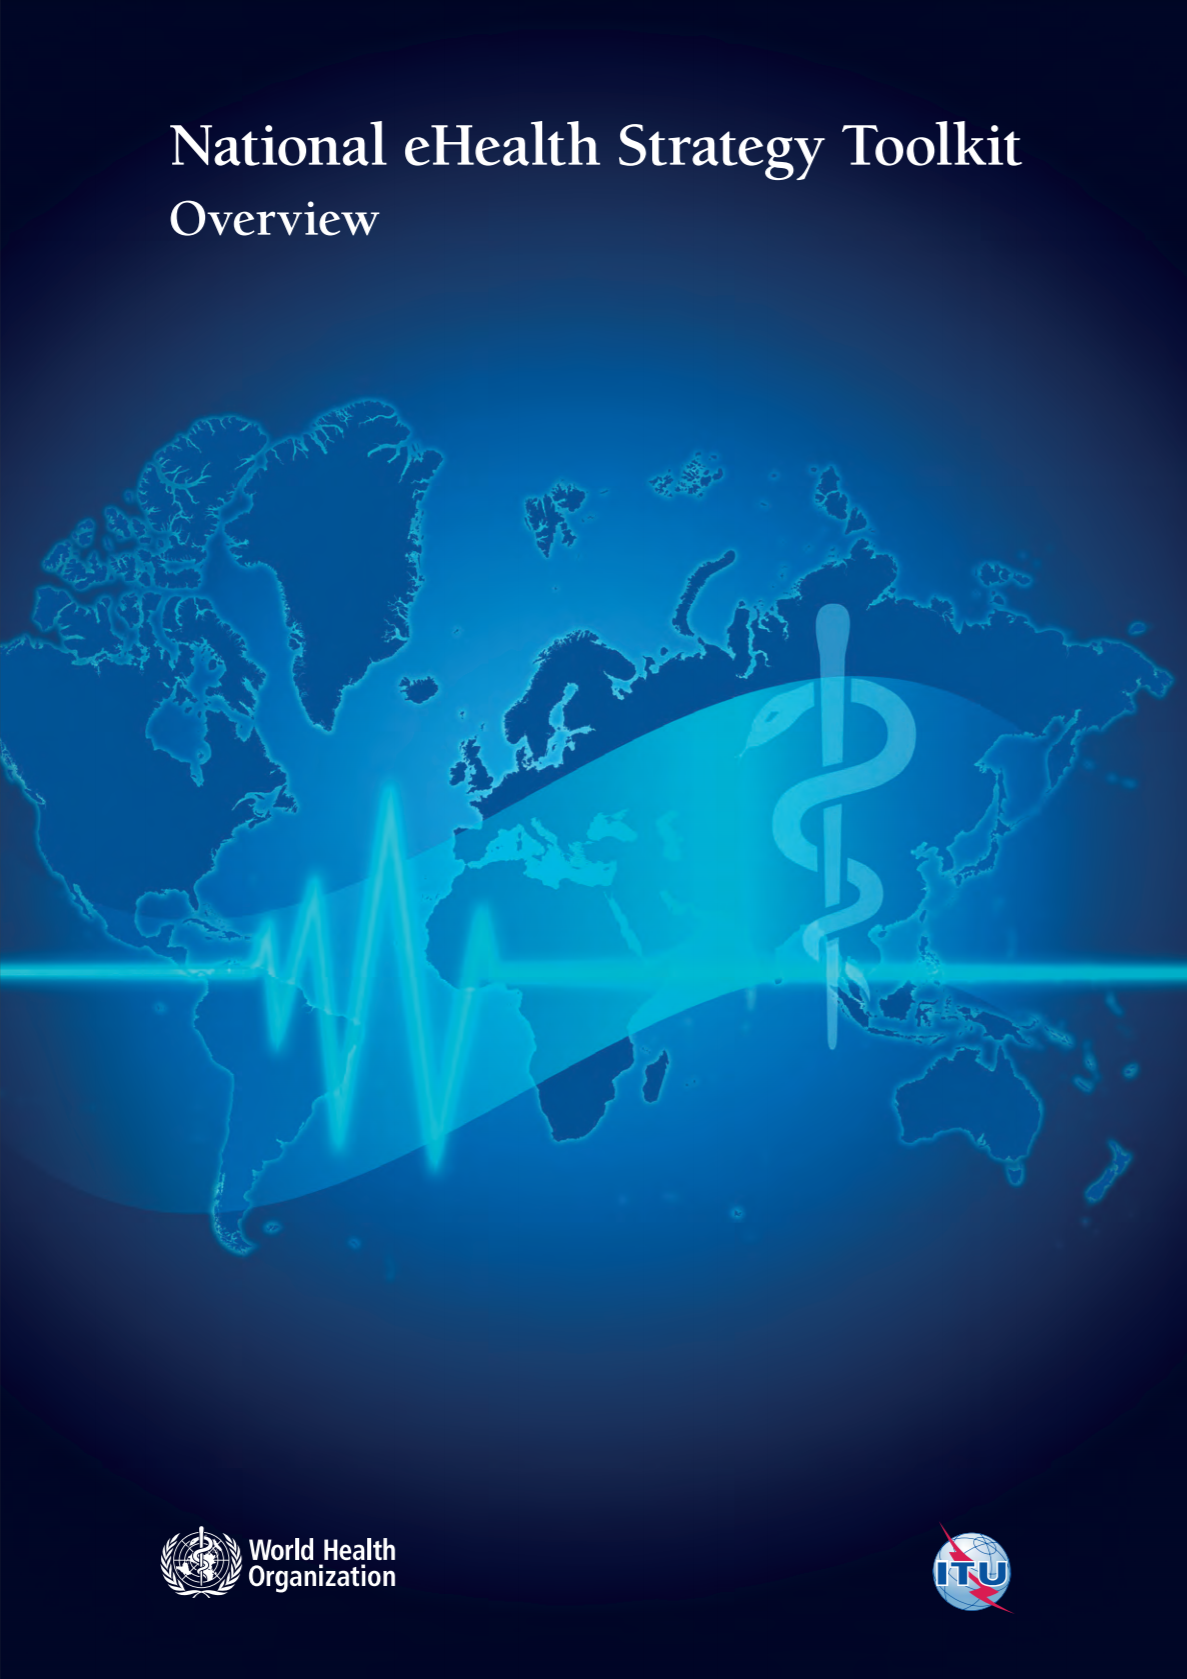 National eHealth Strategy Toolkit
Overview
World Health
Organization
ITU